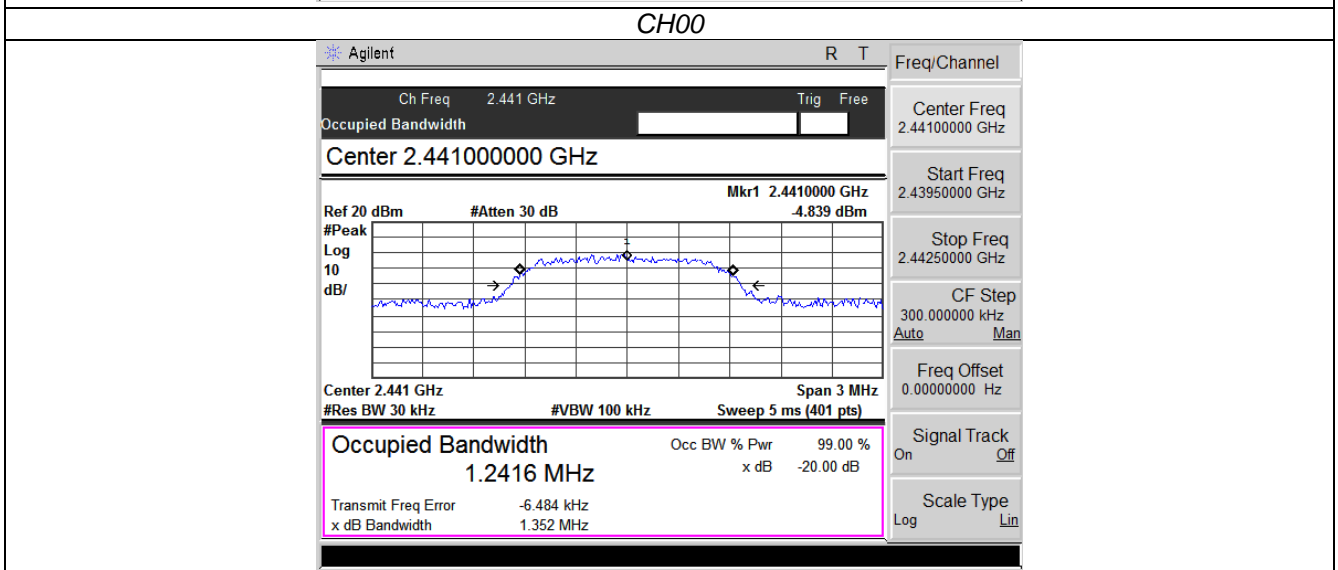 CH00
Agilent R T
Ch Freq 2.441 GHz Trig Free
Occupied Bandwidth
Center 2.441000000 GHz
Mkr1 2.4410000 GHz
Ref 20 dBm #Atten 30 dB -4.839 dBm
#Peak
Log
10
dB/
1
Center 2.441 GHz Span 3 MHz
#Res BW 30 kHz #VBW 100 kHz Sweep 5 ms (401 pts)
Occupied Bandwidth Occ BW % Pwr 99.00 %
1.2416 MHz x dB -20.00 dB
Transmit Freq Error -6.484 kHz
x dB Bandwidth 1.352 MHz
Freq/Channel
Center Freq
2.44100000 GHz
Start Freq
2.43950000 GHz
Stop Freq
2.44250000 GHz
CF Step
300.000000 kHz
Auto Man
Freq Offset
0.00000000 Hz
Signal Track
On Off
Scale Type
Log Lin